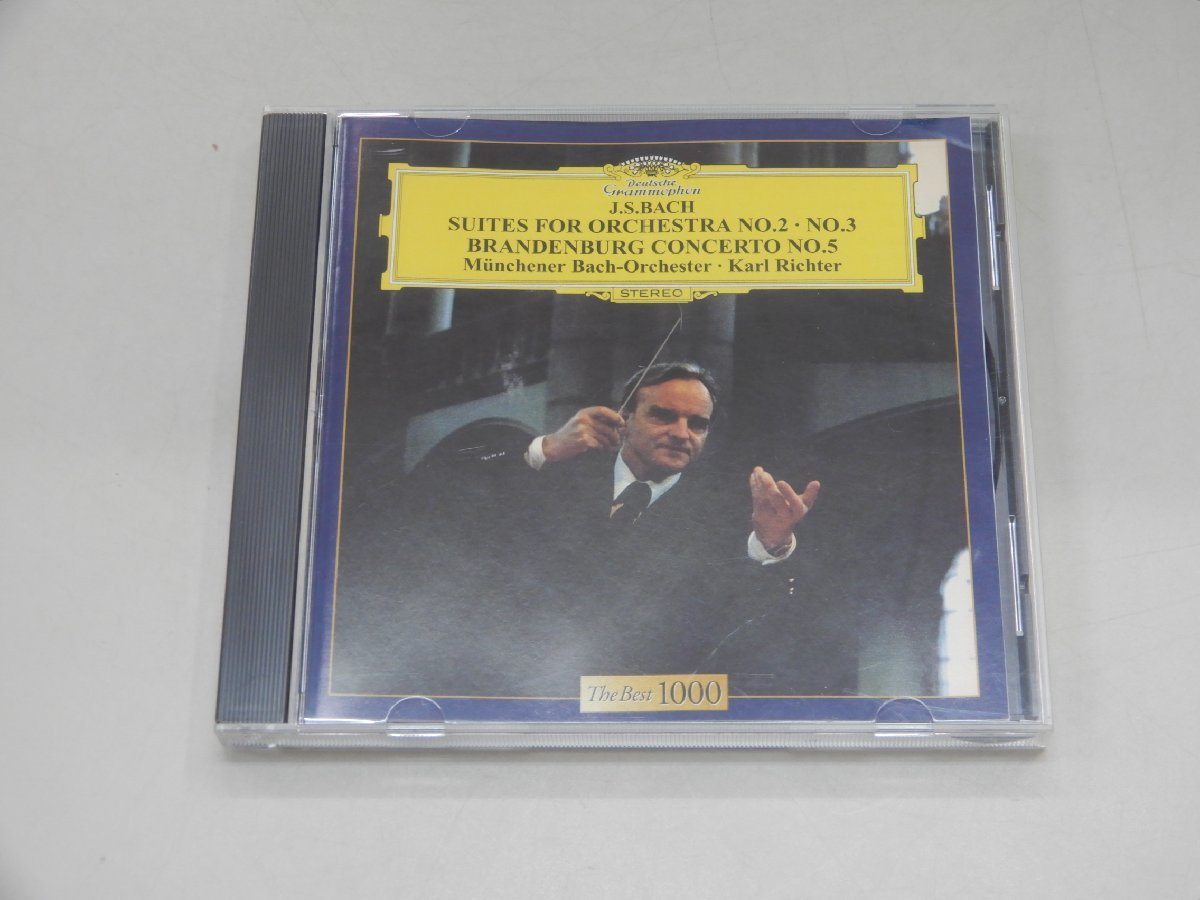 Deutsche
Grammophon
J.S.BACH
SUITES FOR ORCHESTRA NO.2・NO.3
BRANDENBURG CONCERTO NO.5
Münchener Bach-Orchester・Karl Richter
STEREO
The Best 1000